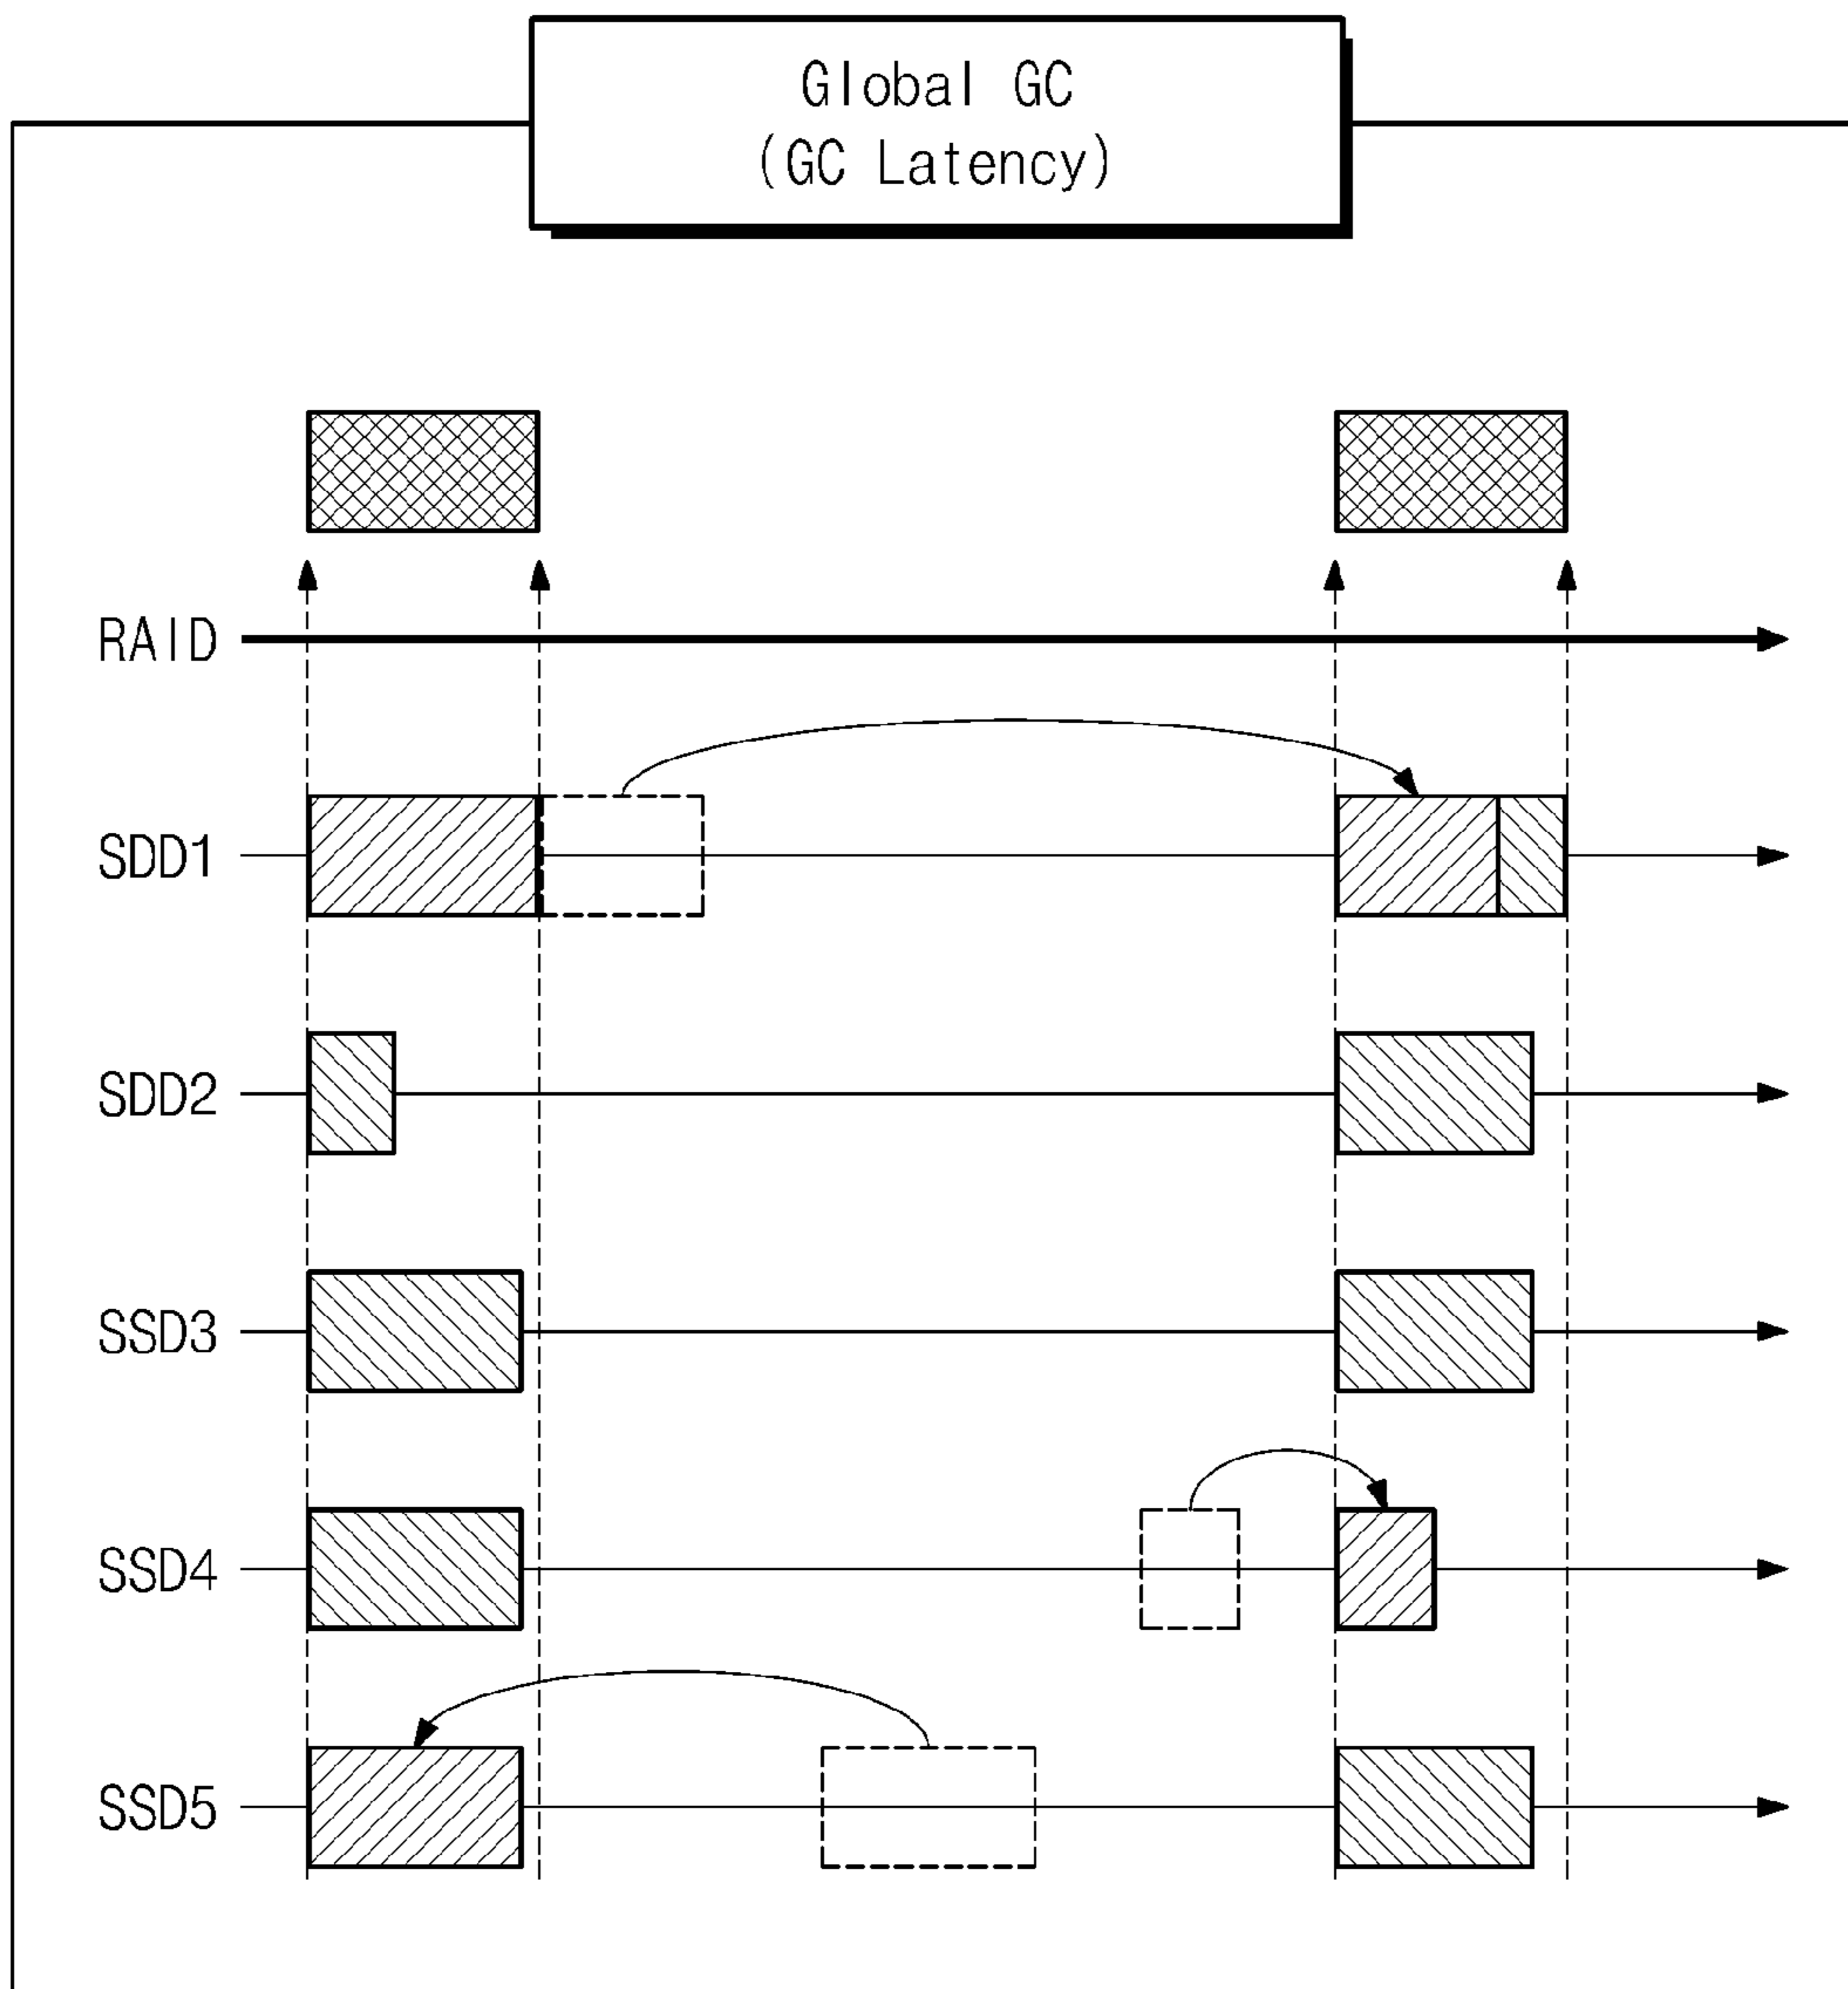 Global GC
(GC Latency)
RAID
SDD1
SDD2
SSD3
SSD4
SSD5